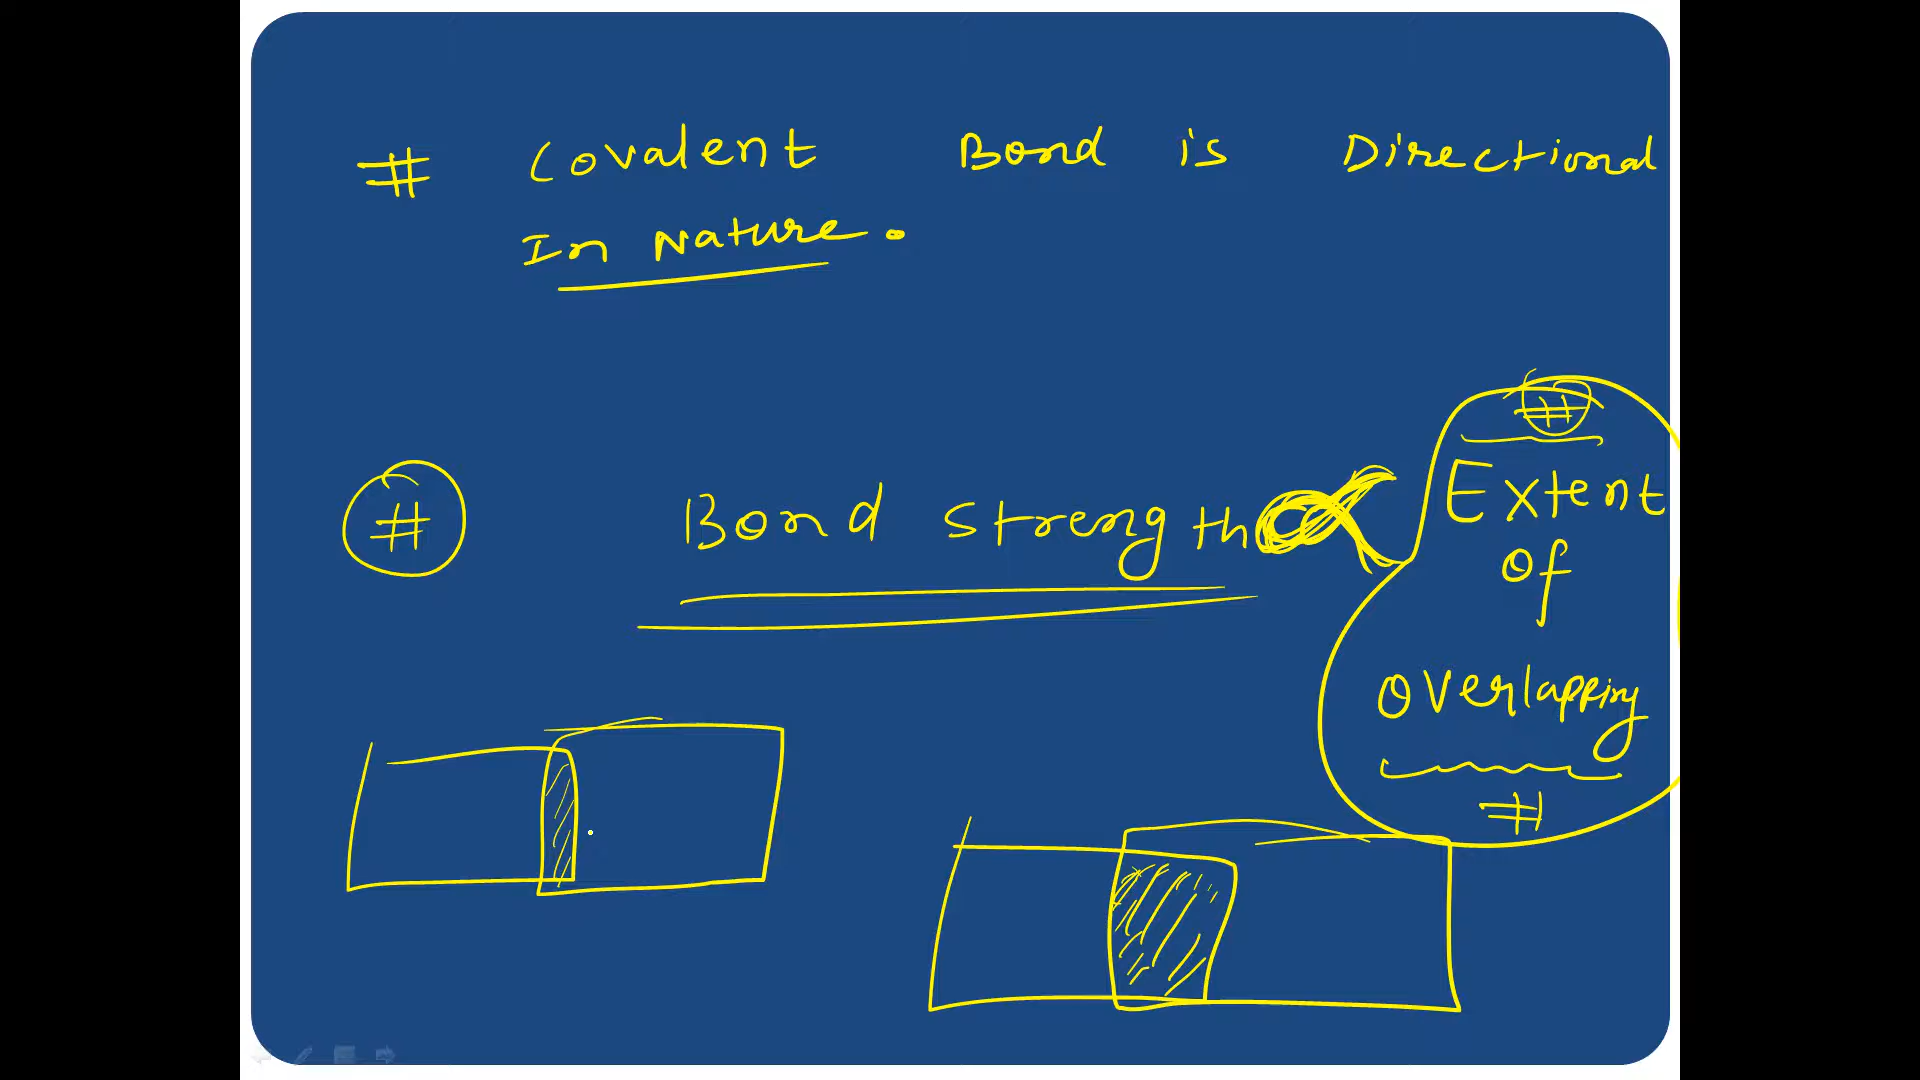 # Covalent Bond is Directional
In Nature.
#
# Bond strength ∝ Extent
of
overlapping
#